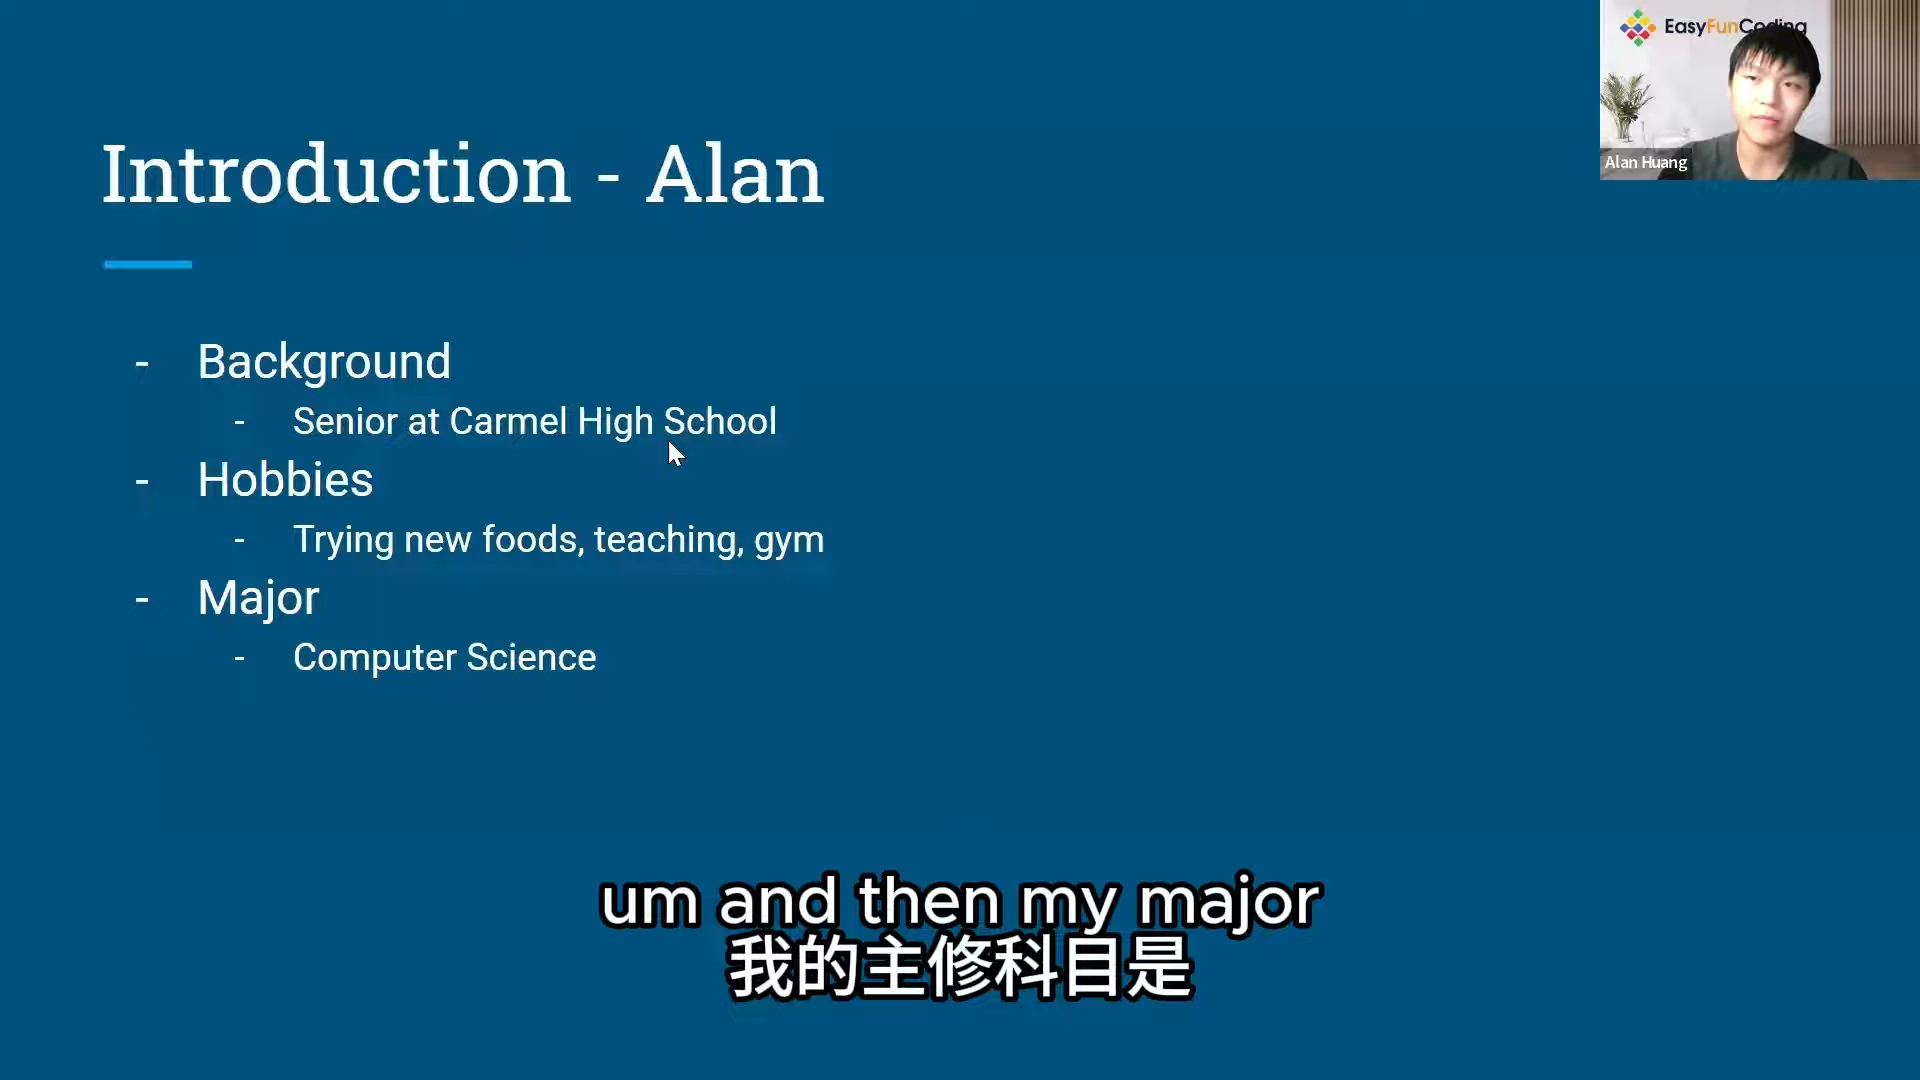 EasyFunCoding
Alan Huang
Introduction - Alan
- Background
- Senior at Carmel High School
- Hobbies
- Trying new foods, teaching, gym
- Major
- Computer Science
um and then my major
我的主修科目是